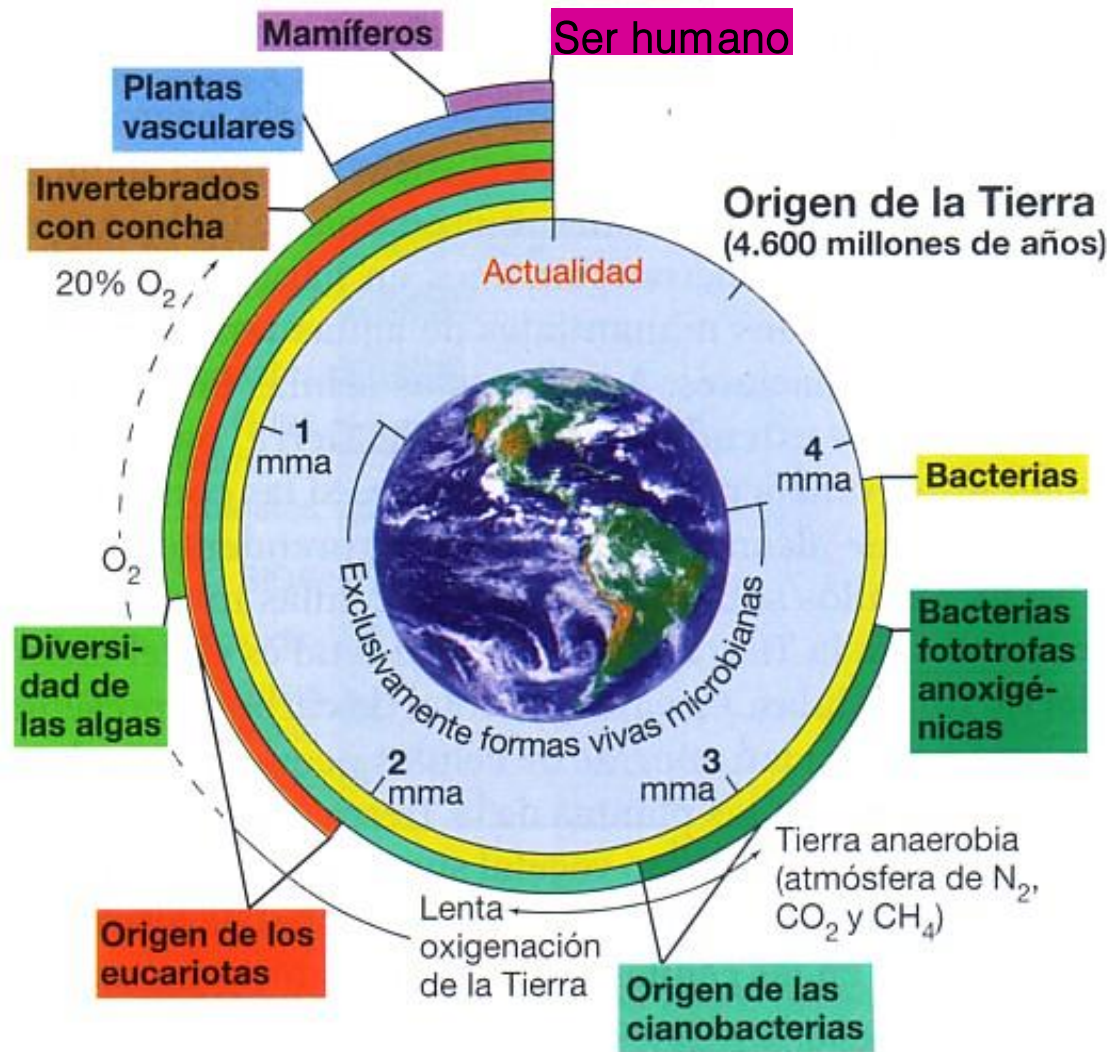 Mamíferos
Ser humano
Plantas
vasculares
Invertebrados
con concha
20% O₂
Origen de la Tierra
(4.600 millones de años)
Actualidad
1
mma
4
mma
Bacterias
O₂
Exclusivamente formas vivas microbianas
Bacterias
fototrofas
anoxigé-
nicas
Diversi-
dad de
las algas
2
mma
3
mma
Tierra anaerobia
(atmósfera de N₂,
CO₂ y CH₄)
Lenta
oxigenación
de la Tierra
Origen de los
eucariotas
Origen de las
cianobacterias